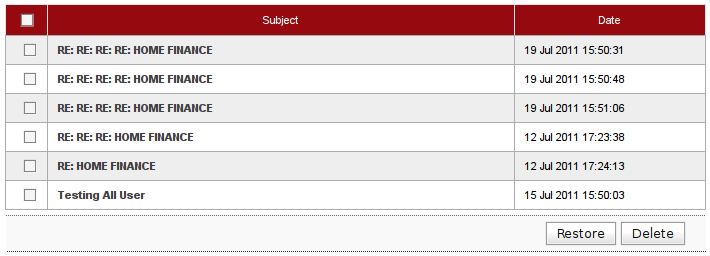 Subject Date
RE: RE: RE: RE: HOME FINANCE 19 Jul 2011 15:50:31
RE: RE: RE: RE: HOME FINANCE 19 Jul 2011 15:50:48
RE: RE: RE: RE: HOME FINANCE 19 Jul 2011 15:51:06
RE: RE: RE: HOME FINANCE 12 Jul 2011 17:23:38
RE: HOME FINANCE 12 Jul 2011 17:24:13
Testing All User 15 Jul 2011 15:50:03
Restore Delete